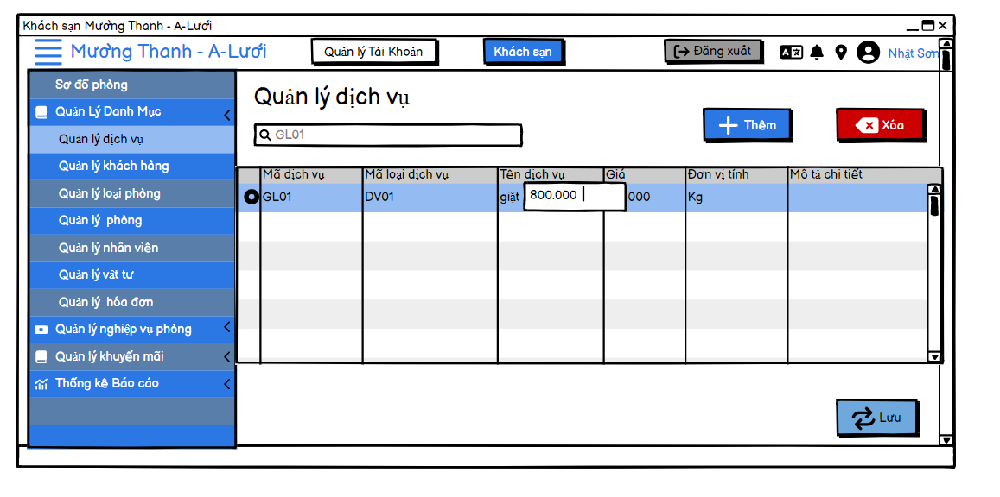 Khách sạn Mường Thanh - A-Lưới
Mường Thanh - A-Lưới
Quản lý Tài Khoản
Khách sạn
Đăng xuất
Nhật Sơn
Sơ đồ phòng
Quản Lý Danh Mục
Quản lý dịch vụ
Quản lý khách hàng
Quản lý loại phòng
Quản lý phòng
Quản lý nhân viên
Quản lý vật tư
Quản lý hóa đơn
Quản lý nghiệp vụ phòng
Quản lý khuyến mãi
Thống kê Báo cáo
Quản lý dịch vụ
GL01
Thêm
Xóa
Mã dịch vụ Mã loại dịch vụ Tên dịch vụ Giá Đơn vị tính Mô tả chi tiết
GL01 DV01 giặt 800.000 .000 Kg
Lưu